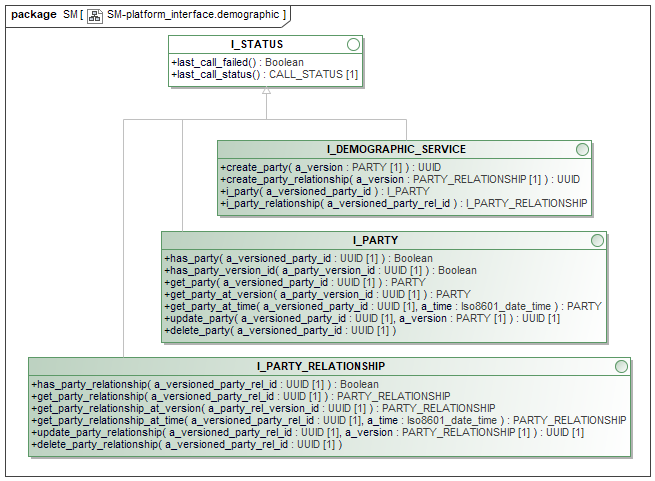 package SM [ SM-platform_interface.demographic ]
I_STATUS
+last_call_failed() : Boolean
+last_call_status() : CALL_STATUS [1]
I_DEMOGRAPHIC_SERVICE
+create_party( a_version : PARTY [1] ) : UUID
+create_party_relationship( a_version : PARTY_RELATIONSHIP [1] ) : UUID
+i_party( a_versioned_party_id ) : I_PARTY
+i_party_relationship( a_versioned_party_rel_id ) : I_PARTY_RELATIONSHIP
I_PARTY
+has_party( a_versioned_party_id : UUID [1] ) : Boolean
+has_party_version_id( a_party_version_id : UUID [1] ) : Boolean
+get_party( a_versioned_party_id : UUID [1] ) : PARTY
+get_party_at_version( a_party_version_id : UUID [1] ) : PARTY
+get_party_at_time( a_versioned_party_id : UUID [1], a_time : Iso8601_date_time ) : PARTY
+update_party( a_versioned_party_id : UUID [1], a_version : PARTY [1] ) : UUID [1]
+delete_party( a_versioned_party_id : UUID [1] )
I_PARTY_RELATIONSHIP
+has_party_relationship( a_versioned_party_rel_id : UUID [1] ) : Boolean
+get_party_relationship( a_versioned_party_rel_id : UUID [1] ) : PARTY_RELATIONSHIP
+get_party_relationship_at_version( a_party_rel_version_id : UUID [1] ) : PARTY_RELATIONSHIP
+get_party_relationship_at_time( a_versioned_party_rel_id : UUID [1], a_time : Iso8601_date_time ) : PARTY_RELATIONSHIP
+update_party_relationship( a_versioned_party_rel_id : UUID [1], a_version : PARTY_RELATIONSHIP [1] ) : UUID [1]
+delete_party_relationship( a_versioned_party_rel_id : UUID [1] )